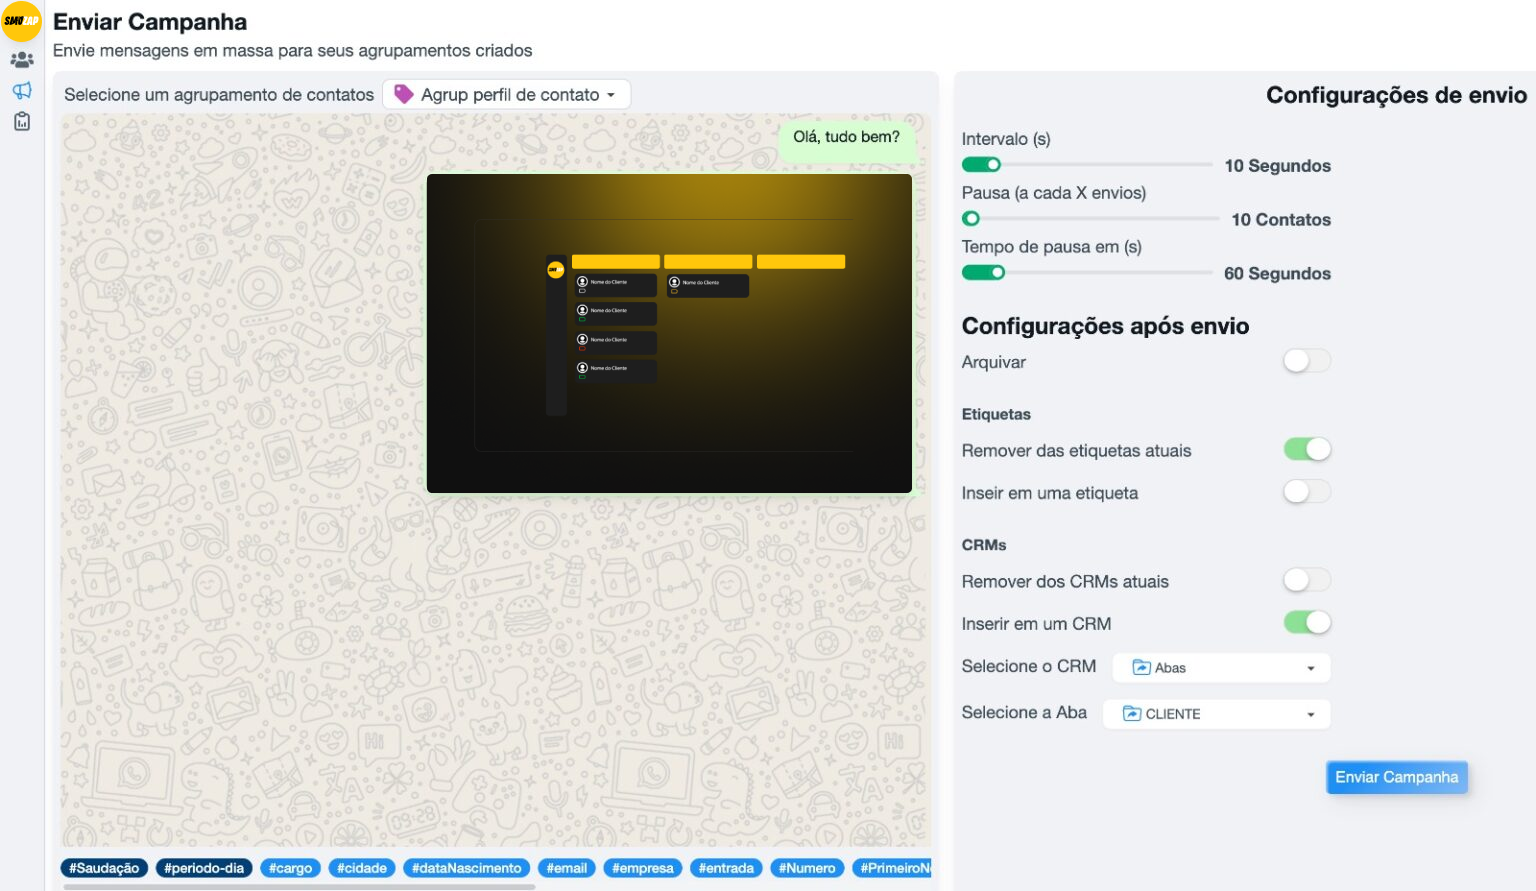 SMOZAP
Enviar Campanha
Envie mensagens em massa para seus agrupamentos criados
Selecione um agrupamento de contatos
Agrup perfil de contato
Olá, tudo bem?
Nome do Cliente
Nome do Cliente
Nome do Cliente
Nome do Cliente
Nome do Cliente
#Saudação
#periodo-dia
#cargo
#cidade
#dataNascimento
#email
#empresa
#entrada
#Numero
Configurações de envio
Intervalo (s)
10 Segundos
Pausa (a cada X envios)
10 Contatos
Tempo de pausa em (s)
60 Segundos
Configurações após envio
Arquivar
Etiquetas
Remover das etiquetas atuais
Inseir em uma etiqueta
CRMs
Remover dos CRMs atuais
Inserir em um CRM
Selecione o CRM
Abas
Selecione a Aba
CLIENTE
Enviar Campanha